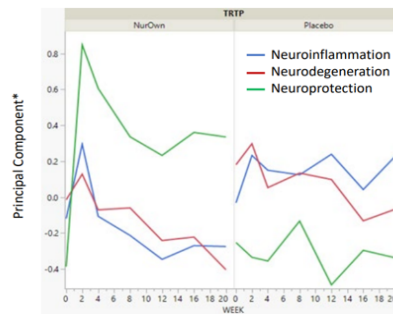 TRTP
NurOwn Placebo
Neuroinflammation
Neurodegeneration
Neuroprotection
Principal Component*
0.8
0.6
0.4
0.2
0.0
-0.2
-0.4
0 2 4 6 8 10 12 14 16 18 20 0 2 4 6 8 10 12 14 16 18 20
WEEK